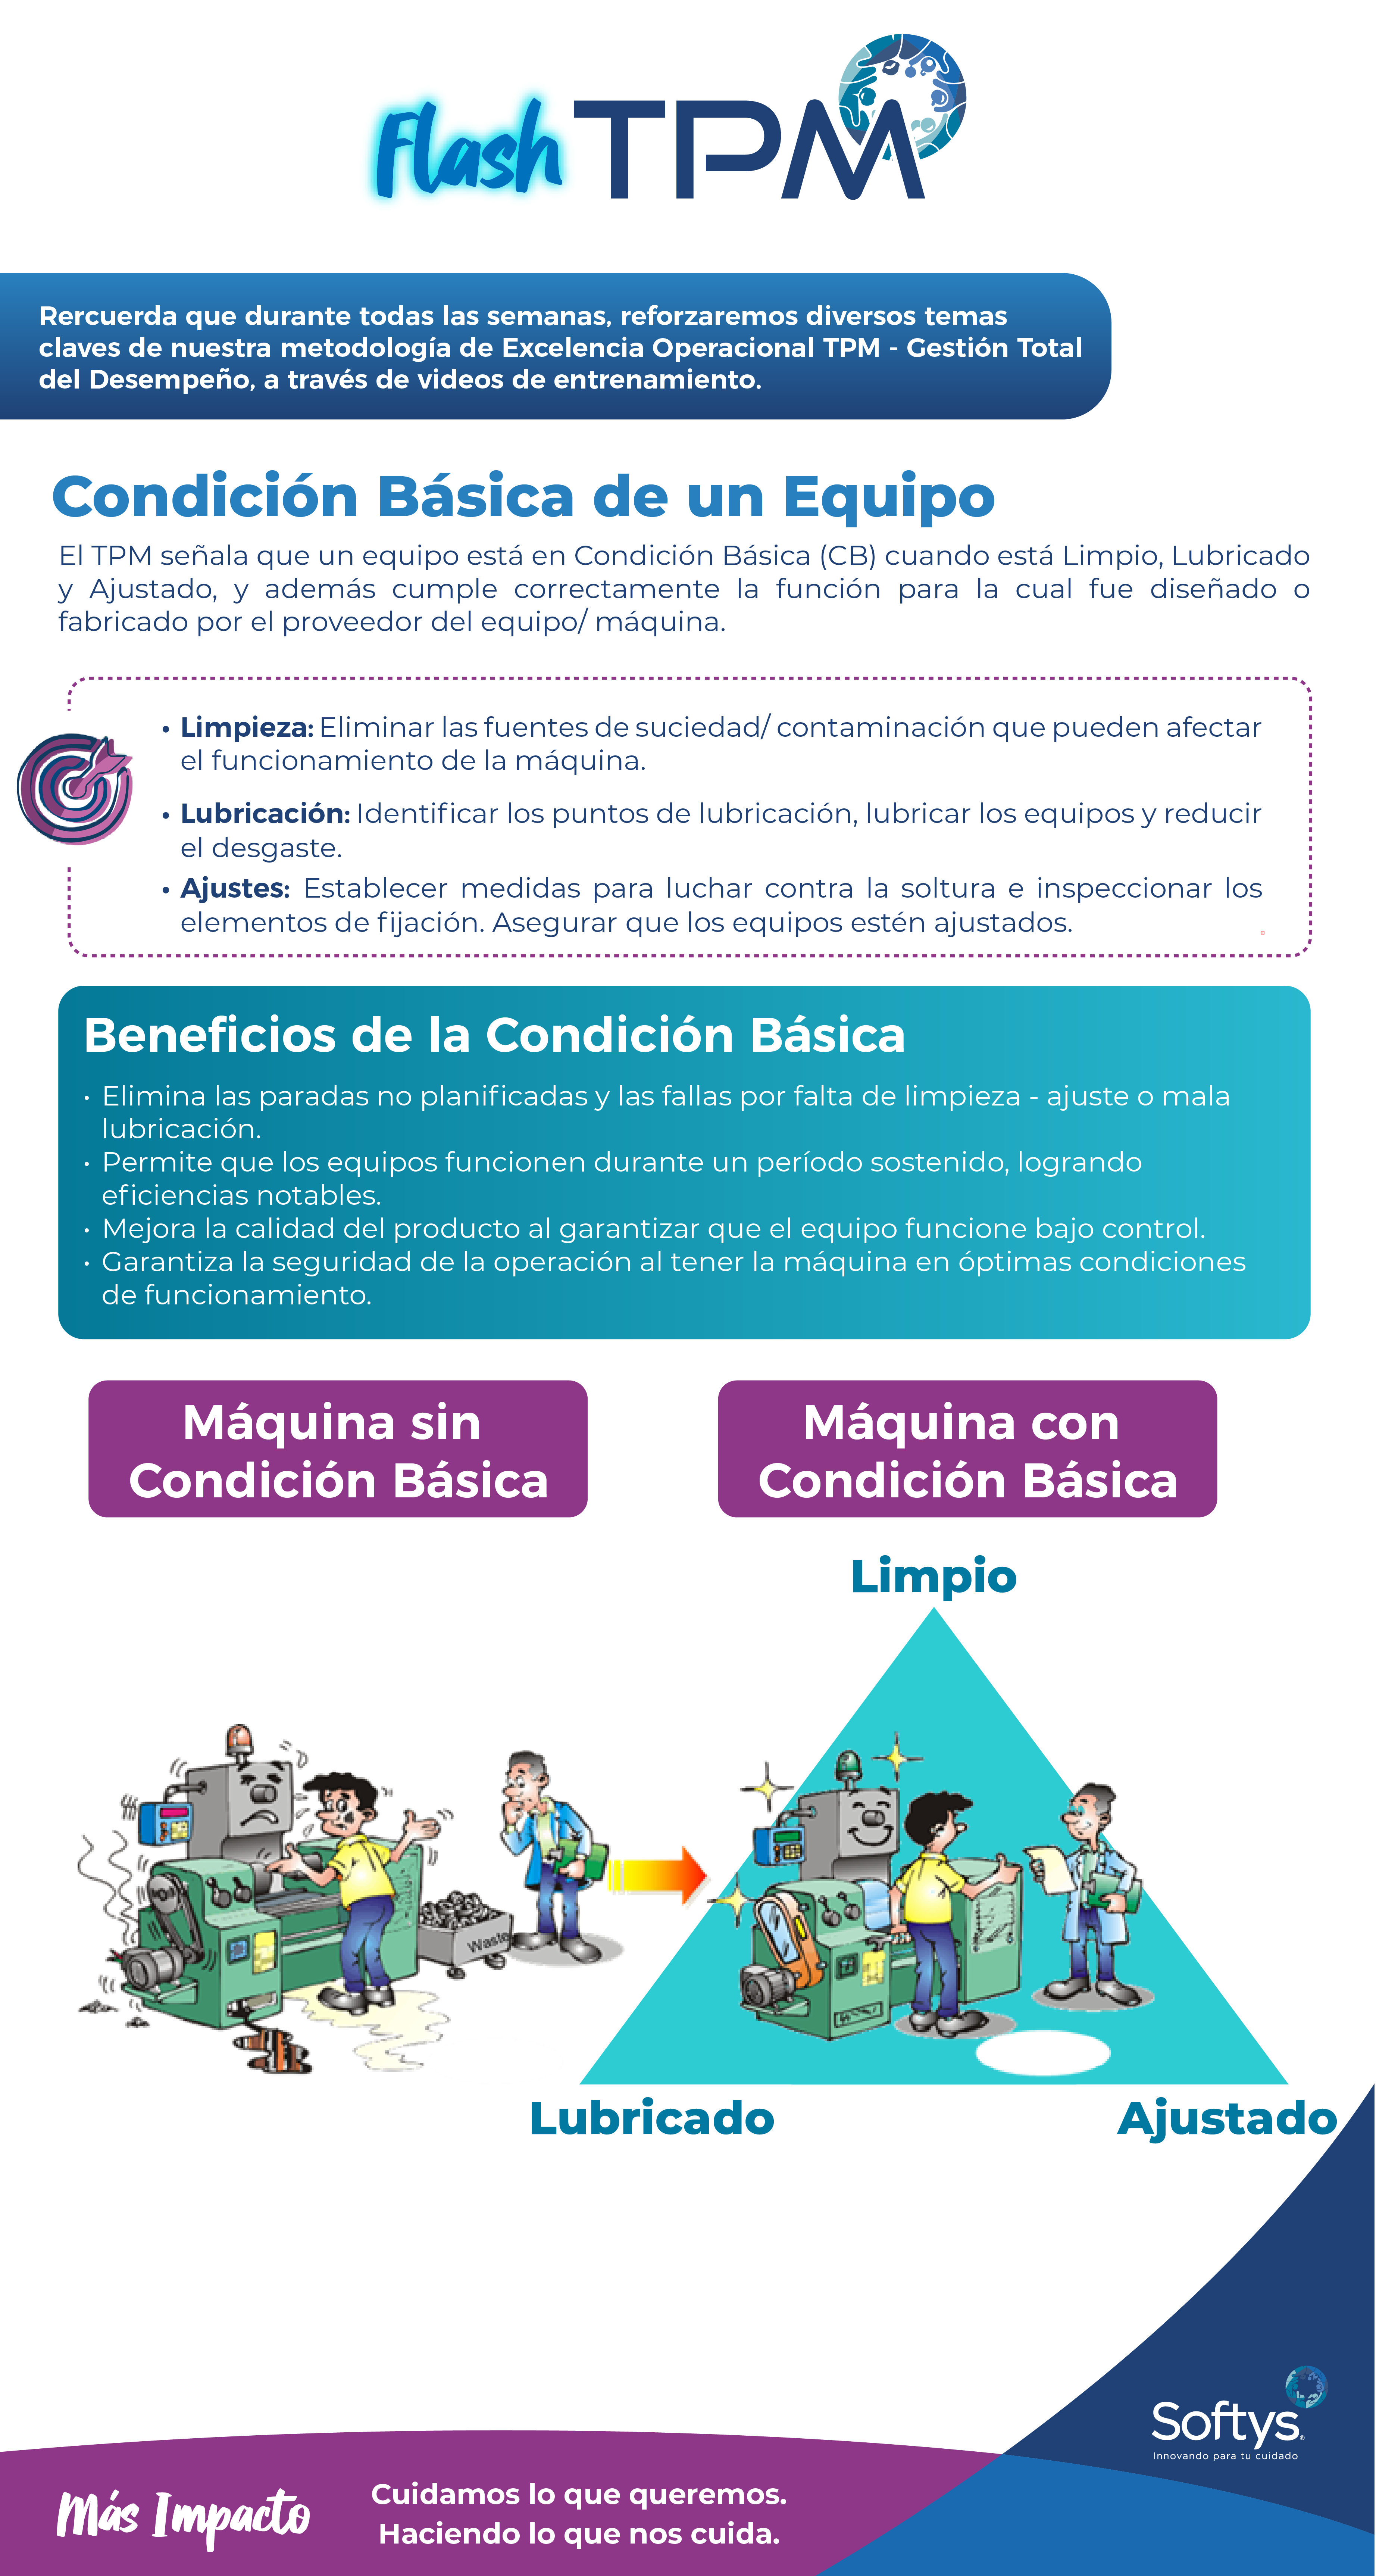 Flash TPM
Rercuerda que durante todas las semanas, reforzaremos diversos temas
claves de nuestra metodología de Excelencia Operacional TPM - Gestión Total
del Desempeño, a través de videos de entrenamiento.
Condición Básica de un Equipo
El TPM señala que un equipo está en Condición Básica (CB) cuando está Limpio, Lubricado
y Ajustado, y además cumple correctamente la función para la cual fue diseñado o
fabricado por el proveedor del equipo/ máquina.
• Limpieza: Eliminar las fuentes de suciedad/ contaminación que pueden afectar
el funcionamiento de la máquina.
• Lubricación: Identificar los puntos de lubricación, lubricar los equipos y reducir
el desgaste.
• Ajustes: Establecer medidas para luchar contra la soltura e inspeccionar los
elementos de fijación. Asegurar que los equipos estén ajustados.
Beneficios de la Condición Básica
• Elimina las paradas no planificadas y las fallas por falta de limpieza - ajuste o mala
lubricación.
• Permite que los equipos funcionen durante un período sostenido, logrando
eficiencias notables.
• Mejora la calidad del producto al garantizar que el equipo funcione bajo control.
• Garantiza la seguridad de la operación al tener la máquina en óptimas condiciones
de funcionamiento.
Máquina sin
Condición Básica
Máquina con
Condición Básica
Limpio
Waste
Lubricado
Ajustado
Softys®
Innovando para tu cuidado
Más Impacto
Cuidamos lo que queremos.
Haciendo lo que nos cuida.